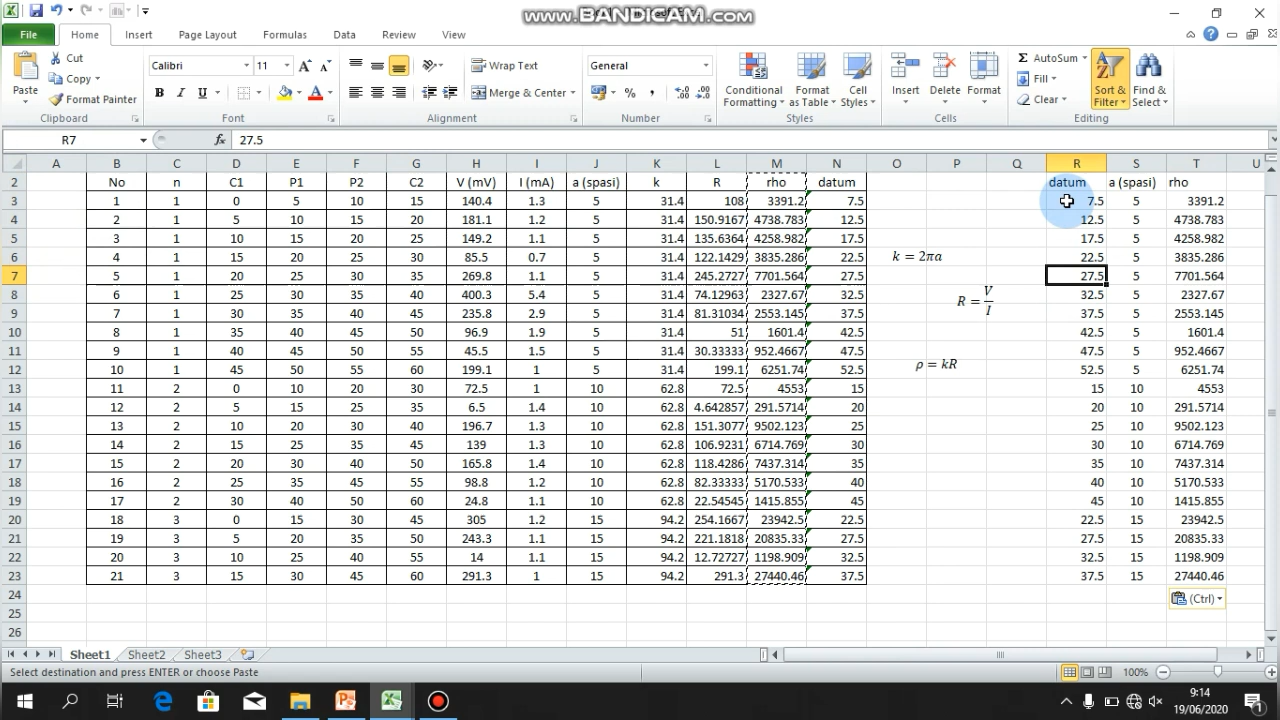 www.BANDICAM.com
File Home Insert Page Layout Formulas Data Review View
Paste
Cut
Copy
Format Painter
Clipboard
Calibri 11
B I U
Font
Wrap Text
Merge & Center
Alignment
General
Number
Conditional Formatting
Format as Table
Cell Styles
Styles
Insert Delete Format
Cells
AutoSum
Fill
Clear
Sort & Filter
Find & Select
Editing
R7 fx 27.5
A B C D E F G H I J K L M N O P Q R S T U
2 No n C1 P1 P2 C2 V (mV) I (mA) a (spasi) k R rho datum datum a (spasi) rho
3 1 1 0 5 10 15 140.4 1.3 5 31.4 108 3391.2 7.5 7.5 5 3391.2
4 2 1 5 10 15 20 181.1 1.2 5 31.4 150.9167 4738.783 12.5 12.5 5 4738.783
5 3 1 10 15 20 25 149.2 1.1 5 31.4 135.6364 4258.982 17.5 17.5 5 4258.982
6 4 1 15 20 25 30 85.5 0.7 5 31.4 122.1429 3835.286 22.5 k = 2πa 22.5 5 3835.286
7 5 1 20 25 30 35 269.8 1.1 5 31.4 245.2727 7701.564 27.5 27.5 5 7701.564
8 6 1 25 30 35 40 400.3 5.4 5 31.4 74.12963 2327.67 32.5 R = V/I 32.5 5 2327.67
9 7 1 30 35 40 45 235.8 2.9 5 31.4 81.31034 2553.145 37.5 37.5 5 2553.145
10 8 1 35 40 45 50 96.9 1.9 5 31.4 51 1601.4 42.5 42.5 5 1601.4
11 9 1 40 45 50 55 45.5 1.5 5 31.4 30.33333 952.4667 47.5 47.5 5 952.4667
12 10 1 45 50 55 60 199.1 1 5 31.4 199.1 6251.74 52.5 ρ = kR 52.5 5 6251.74
13 11 2 0 10 20 30 72.5 1 10 62.8 72.5 4553 15 15 10 4553
14 12 2 5 15 25 35 6.5 1.4 10 62.8 4.642857 291.5714 20 20 10 291.5714
15 13 2 10 20 30 40 196.7 1.3 10 62.8 151.3077 9502.123 25 25 10 9502.123
16 14 2 15 25 35 45 139 1.3 10 62.8 106.9231 6714.769 30 30 10 6714.769
17 15 2 20 30 40 50 165.8 1.4 10 62.8 118.4286 7437.314 35 35 10 7437.314
18 16 2 25 35 45 55 98.8 1.2 10 62.8 82.33333 5170.533 40 40 10 5170.533
19 17 2 30 40 50 60 24.8 1.1 10 62.8 22.54545 1415.855 45 45 10 1415.855
20 18 3 0 15 30 45 305 1.2 15 94.2 254.1667 23942.5 22.5 22.5 15 23942.5
21 19 3 5 20 35 50 243.3 1.1 15 94.2 221.1818 20835.33 27.5 27.5 15 20835.33
22 20 3 10 25 40 55 14 1.1 15 94.2 12.72727 1198.909 32.5 32.5 15 1198.909
23 21 3 15 30 45 60 291.3 1 15 94.2 291.3 27440.46 37.5 37.5 15 27440.46
24 (Ctrl)
25
26
Sheet1 Sheet2 Sheet3
Select destination and press ENTER or choose Paste 100%
9:14
19/06/2020